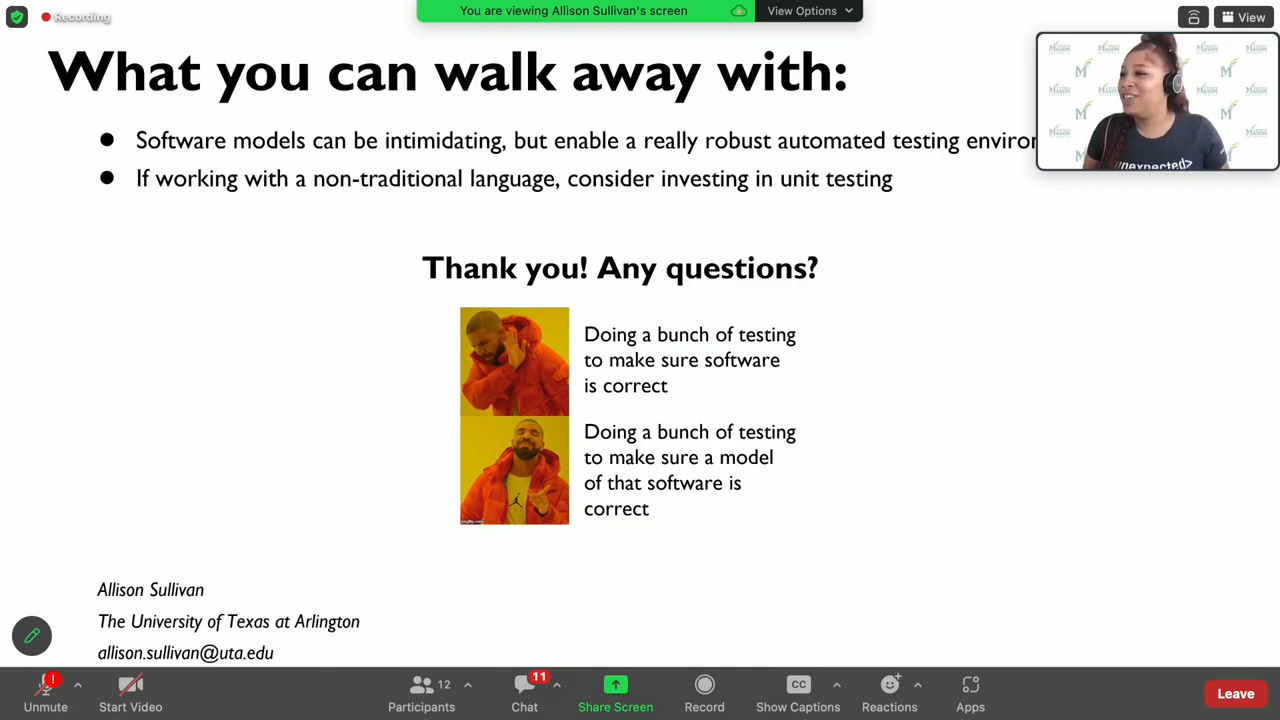 Recording
You are viewing Allison Sullivan's screen
View Options
View
What you can walk away with:
Software models can be intimidating, but enable a really robust automated testing
If working with a non-traditional language, consider investing in unit testing
Thank you! Any questions?
Doing a bunch of testing
to make sure software
is correct
Doing a bunch of testing
to make sure a model
of that software is
correct
Allison Sullivan
The University of Texas at Arlington
allison.sullivan@uta.edu
Unmute
Start Video
12
Participants
11
Chat
Share Screen
Record
CC
Show Captions
Reactions
Apps
Leave